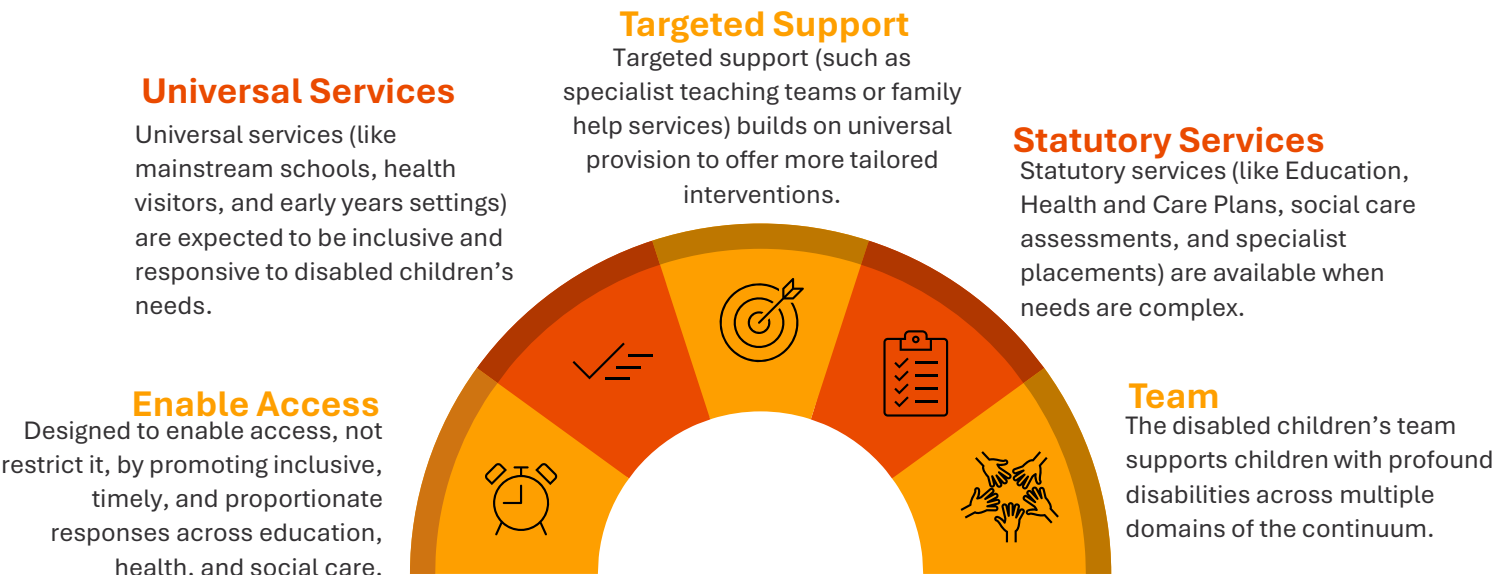 Targeted Support
Targeted support (such as
specialist teaching teams or family
help services) builds on universal
provision to offer more tailored
interventions.
Universal Services
Universal services (like
mainstream schools, health
visitors, and early years settings)
are expected to be inclusive and
responsive to disabled children’s
needs.
Statutory Services
Statutory services (like Education,
Health and Care Plans, social care
assessments, and specialist
placements) are available when
needs are complex.
Enable Access
Designed to enable access, not
restrict it, by promoting inclusive,
timely, and proportionate
responses across education,
health, and social care.
Team
The disabled children’s team
supports children with profound
disabilities across multiple
domains of the continuum.